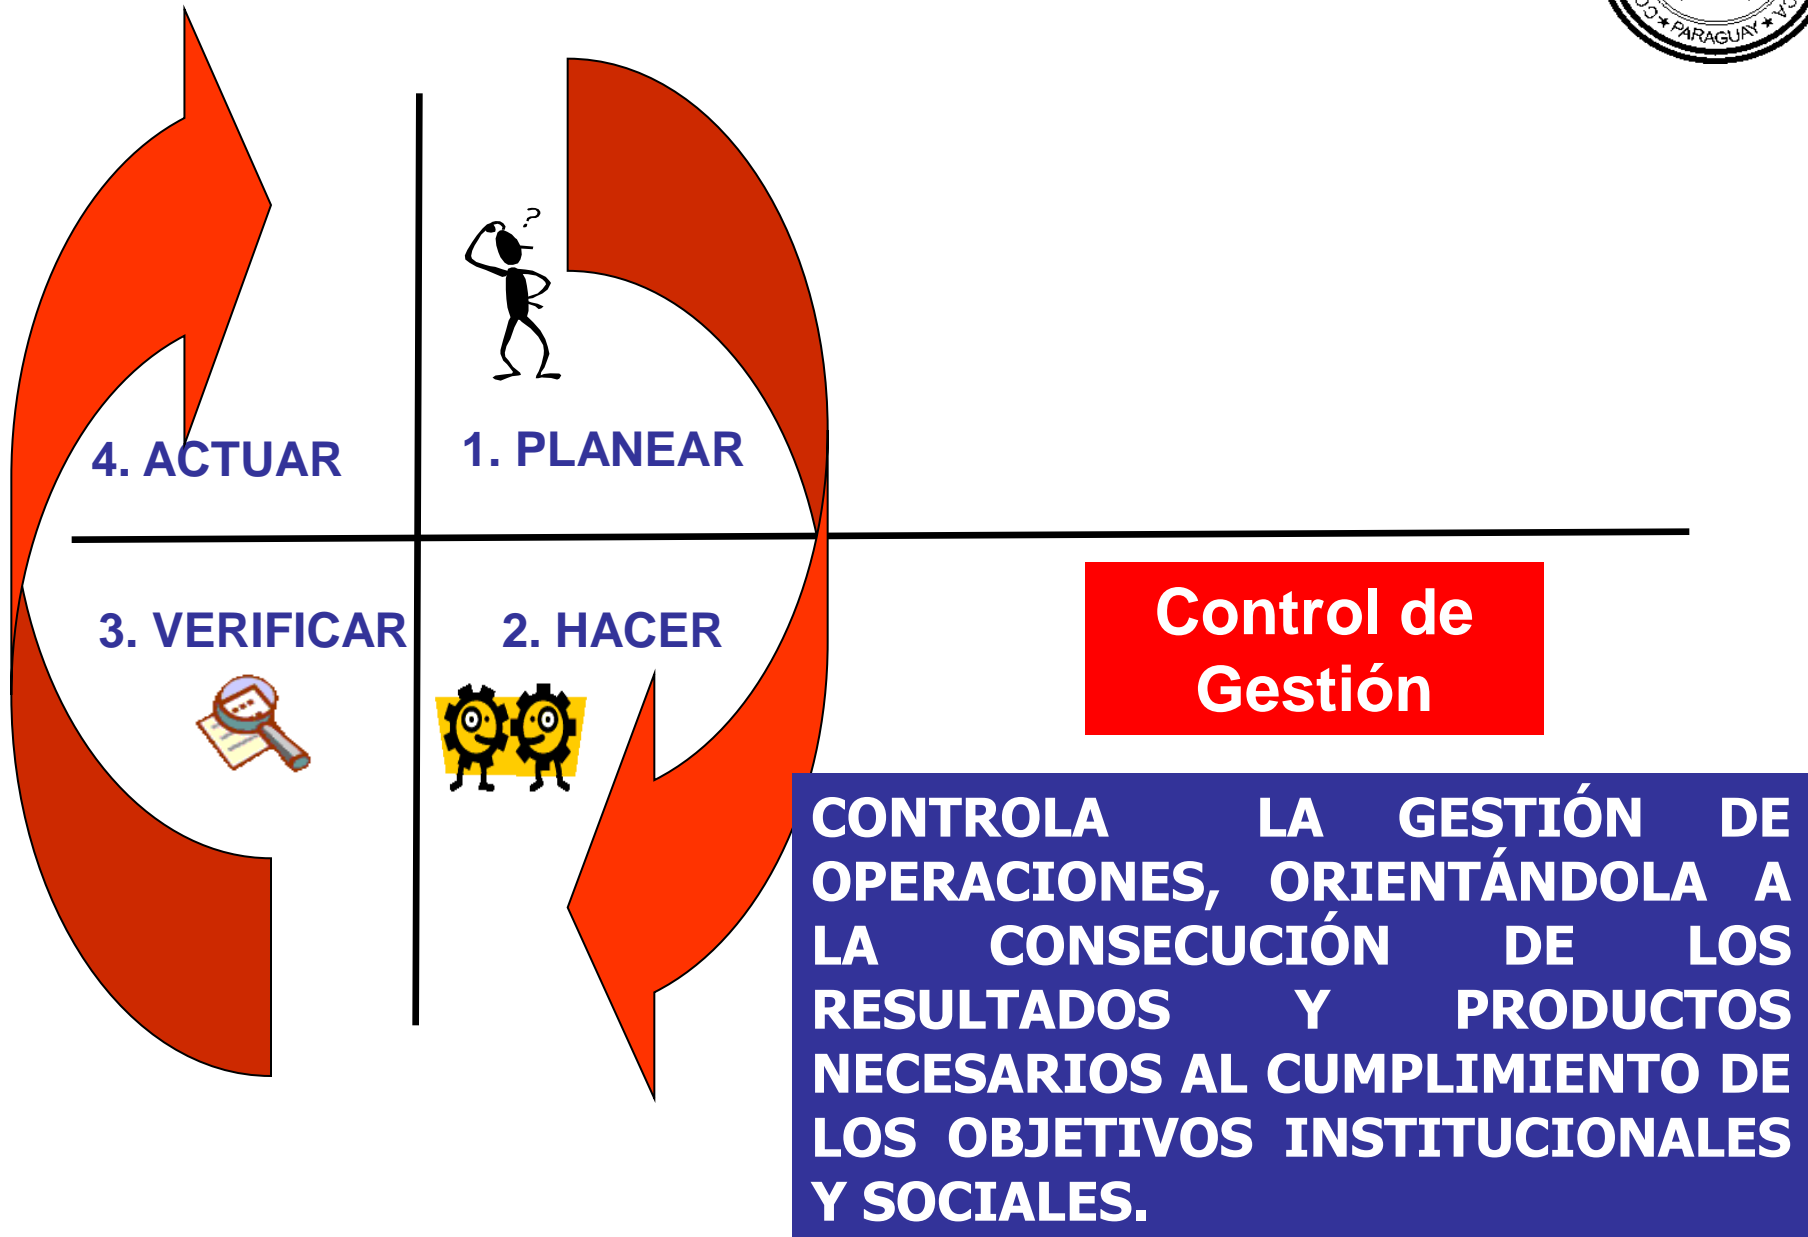 PARAGUAY
?
4. ACTUAR
1. PLANEAR
3. VERIFICAR
2. HACER
Control de
Gestión
CONTROLA LA GESTIÓN DE
OPERACIONES, ORIENTÁNDOLA A
LA CONSECUCIÓN DE LOS
RESULTADOS Y PRODUCTOS
NECESARIOS AL CUMPLIMIENTO DE
LOS OBJETIVOS INSTITUCIONALES
Y SOCIALES.